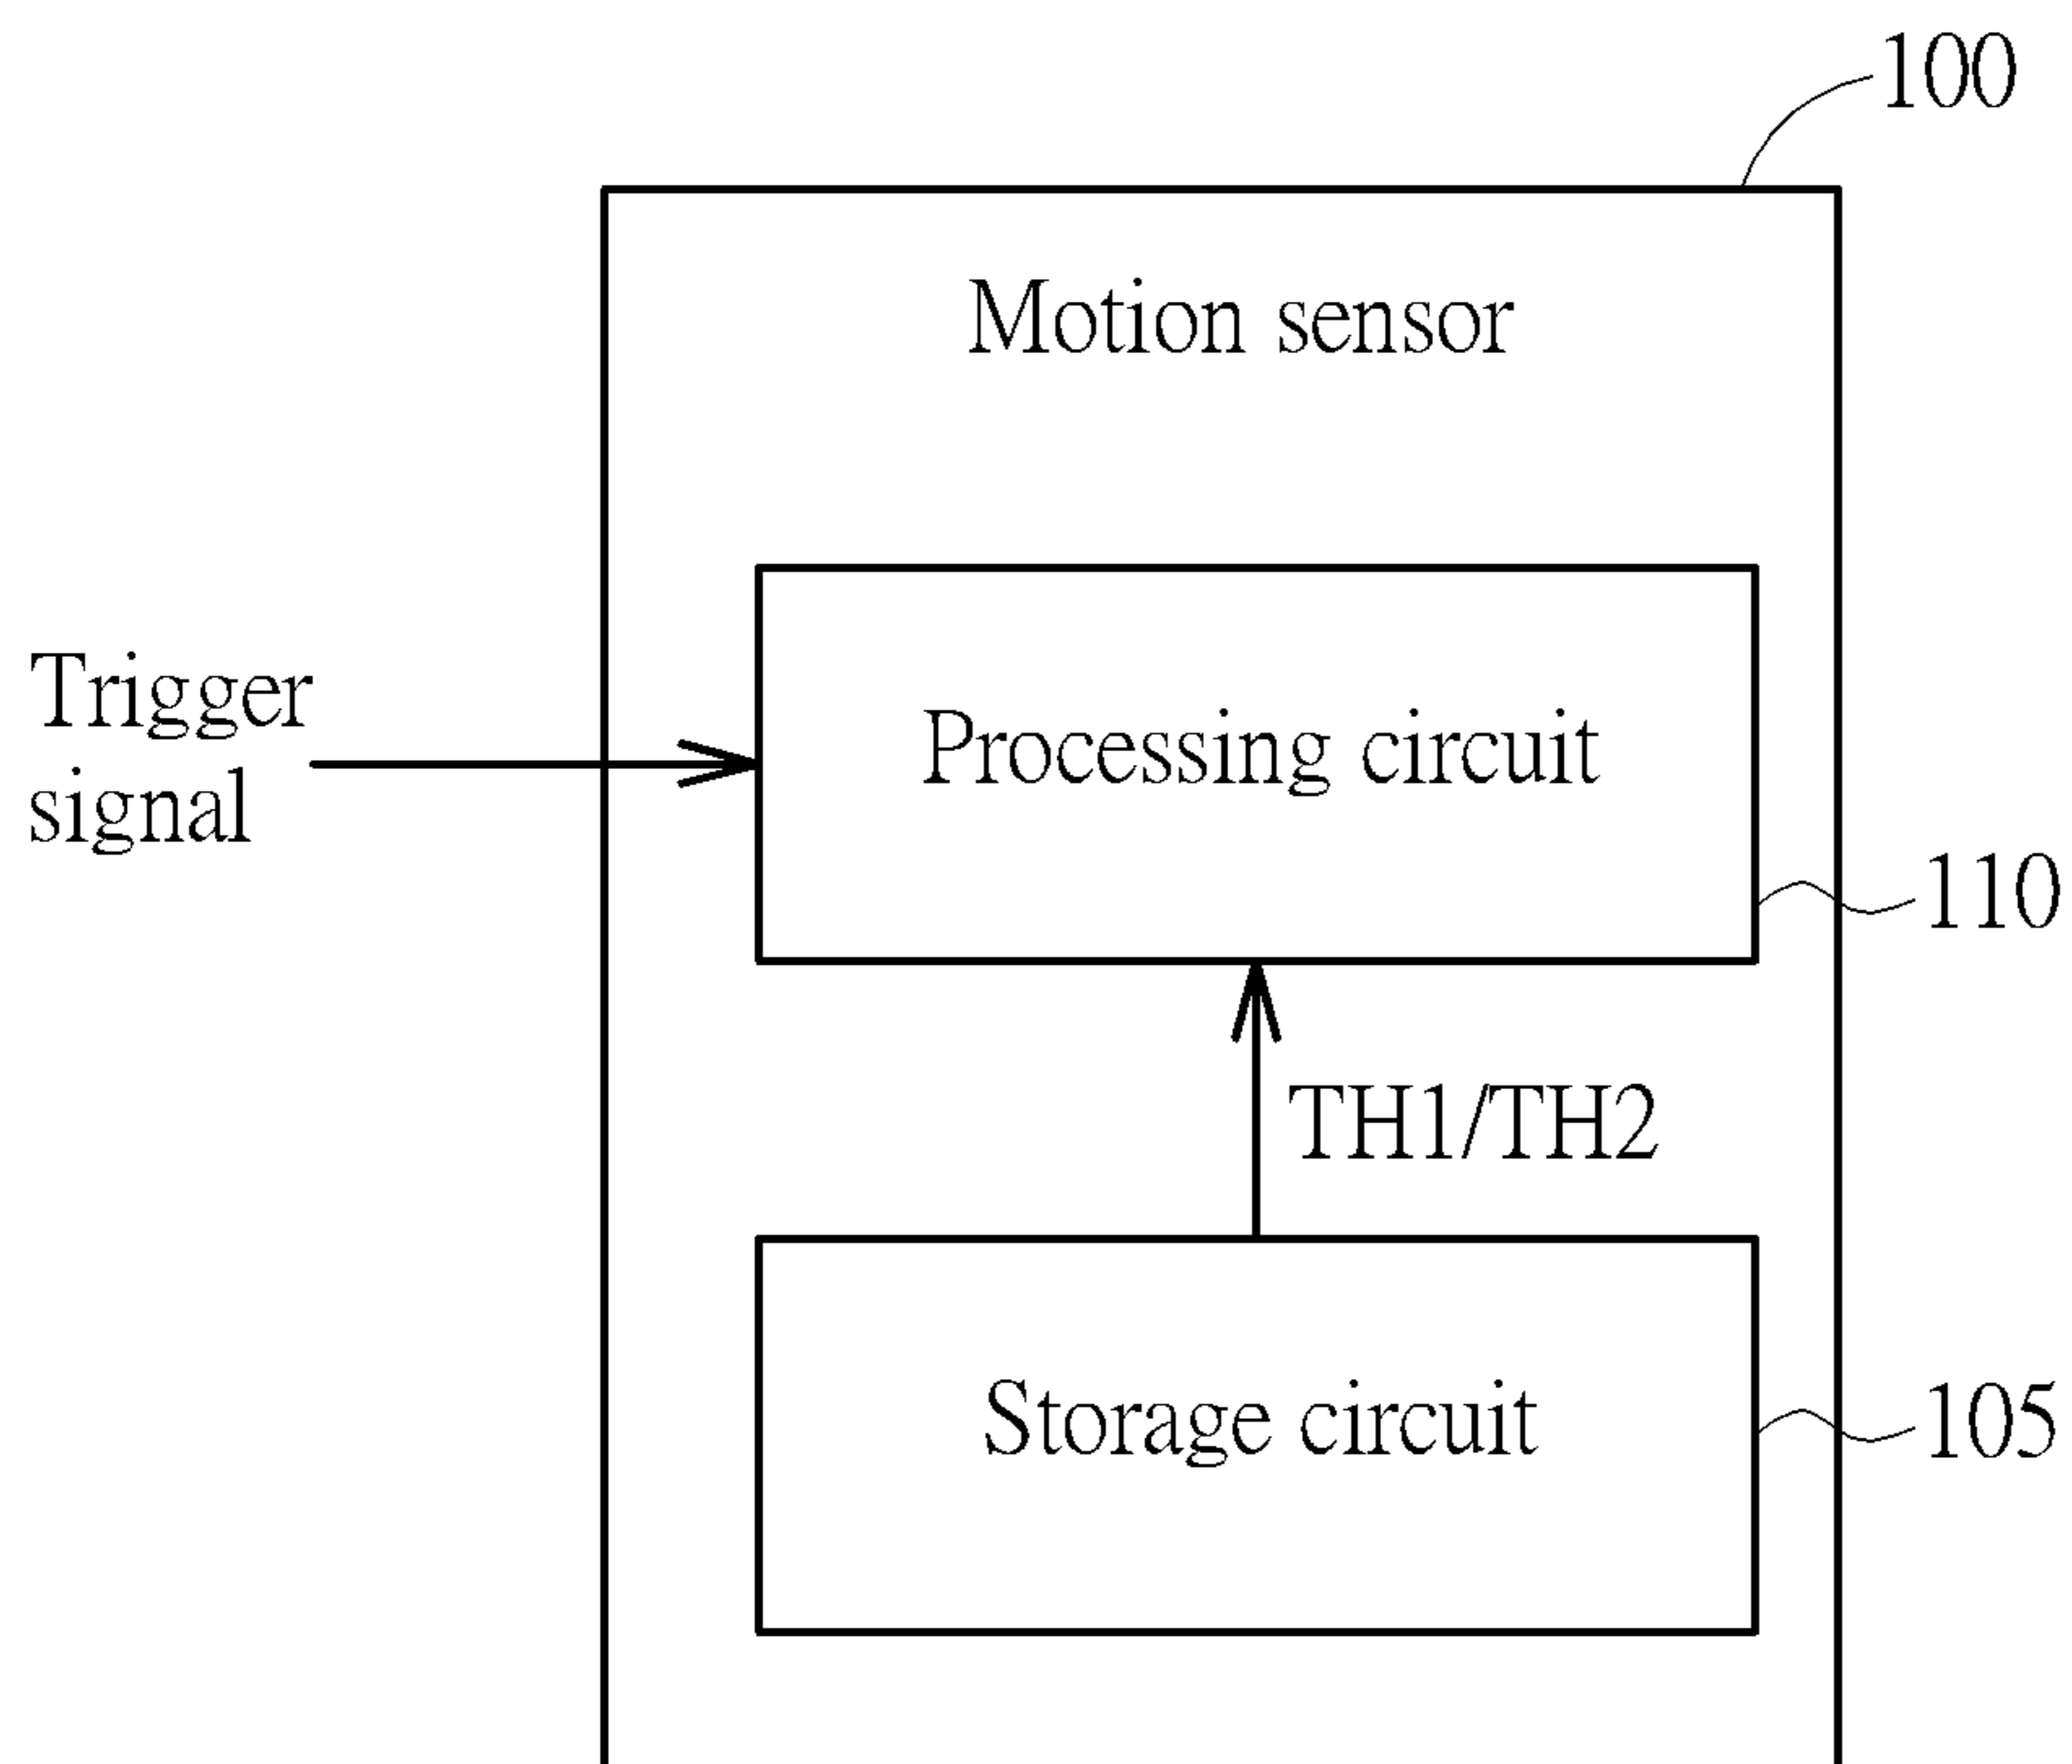 100
Motion sensor
Trigger
signal
Processing circuit
110
TH1/TH2
Storage circuit
105